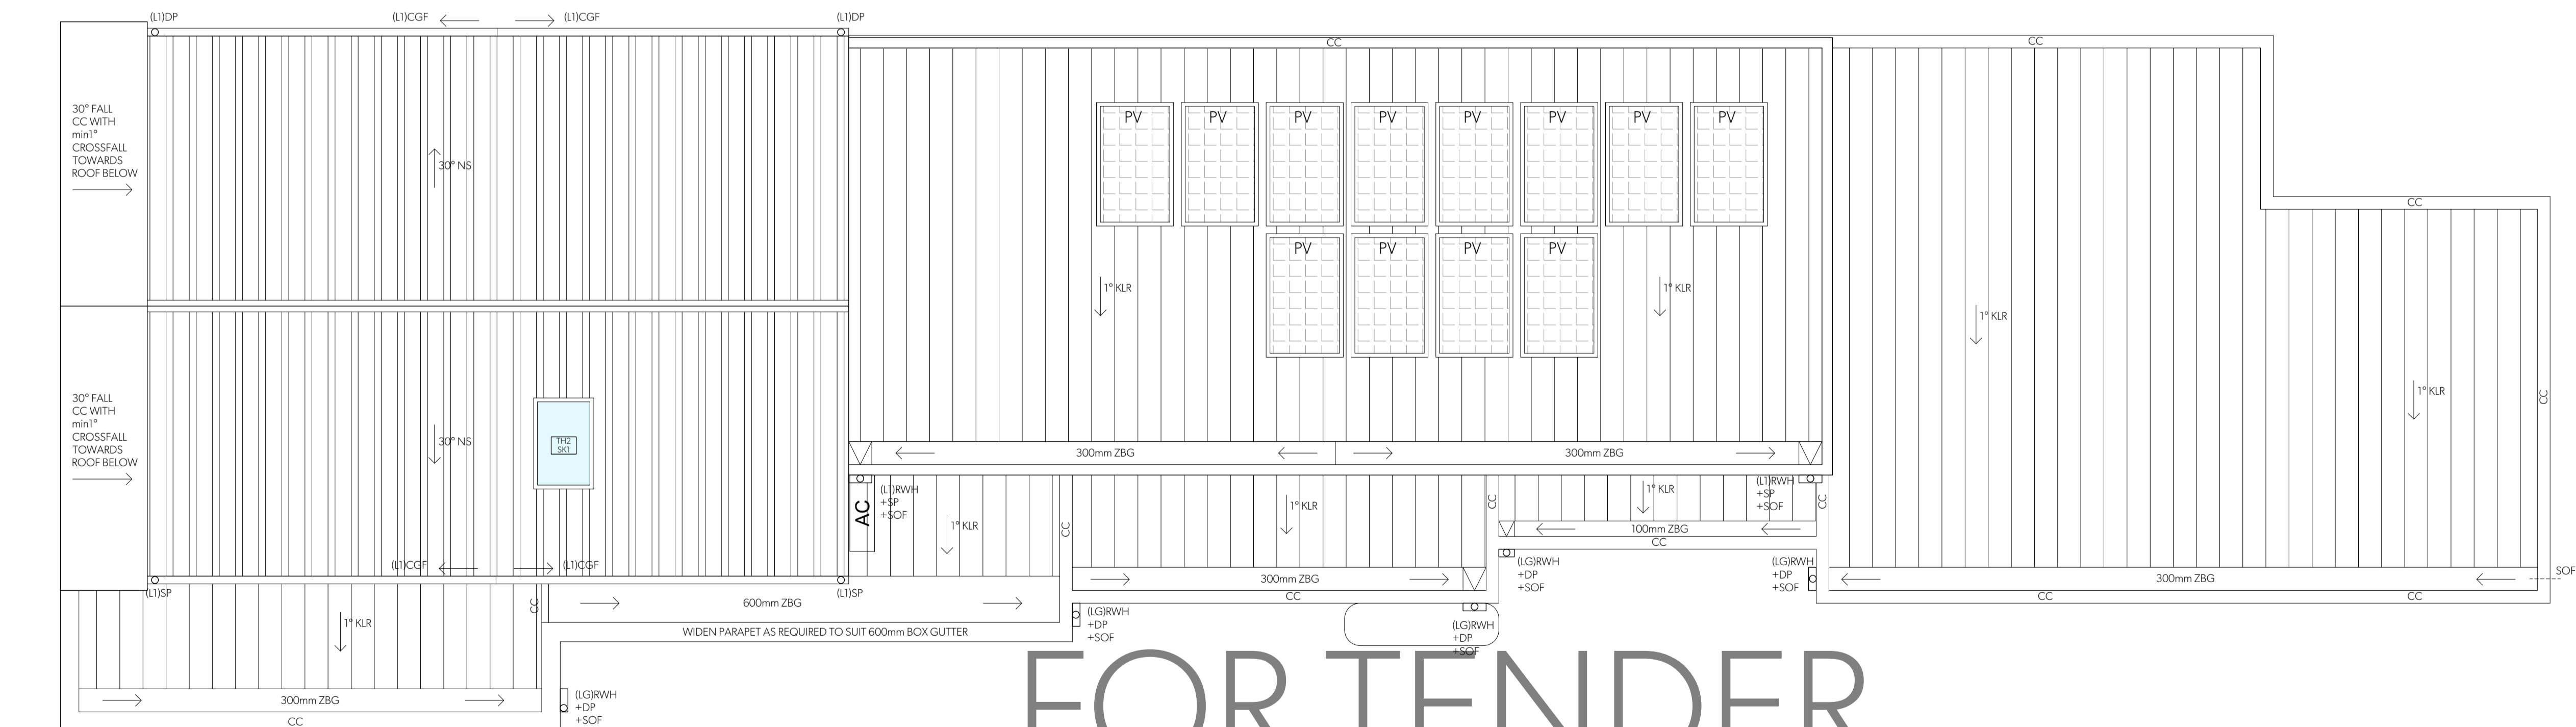 (L1)DP
(L1)CGF
(L1)CGF
(L1)DP
CC
CC
30° FALL
CC WITH
min1°
CROSSFALL
TOWARDS
ROOF BELOW
30° NS
PV
PV
PV
PV
PV
PV
PV
PV
CC
PV
PV
PV
PV
1° KLR
1° KLR
1° KLR
1° KLR
CC
30° FALL
CC WITH
min1°
CROSSFALL
TOWARDS
ROOF BELOW
30° NS
TH2
SK1
300mm ZBG
300mm ZBG
AC
(L1)RWH
+SP
+SOF
1° KLR
CC
1° KLR
CC
1° KLR
(L1)RWH
+SP
+SOF
CC
100mm ZBG
CC
(L1)CGF
(L1)CGF
(L1)SP
(L1)SP
300mm ZBG
CC
(LG)RWH
+DP
+SOF
(LG)RWH
+DP
+SOF
300mm ZBG
SOF
CC
CC
1° KLR
CC
600mm ZBG
WIDEN PARAPET AS REQUIRED TO SUIT 600mm BOX GUTTER
(LG)RWH
+DP
+SOF
(LG)RWH
+DP
+SOF
300mm ZBG
CC
(LG)RWH
+DP
+SOF
FOR TENDER